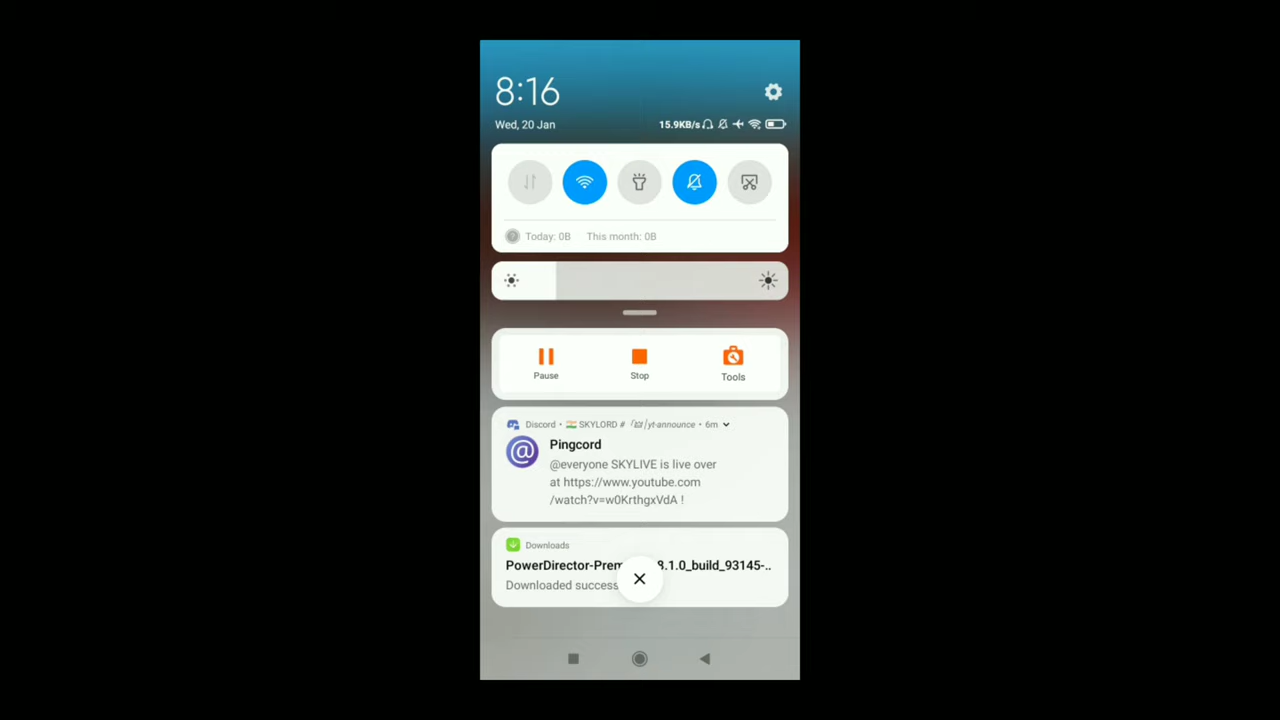 8:16
Wed, 20 Jan
15.9KB/s
Today: 0B This month: 0B
Pause Stop Tools
Discord • 🇮🇳 SKYLORD # 「👑/yt-announce • 6m
Pingcord
@everyone SKYLIVE is live over
at https://www.youtube.com
/watch?v=w0KrthgxVdA !
Downloads
PowerDirector-Prem 8.1.0_build_93145-..
Downloaded success